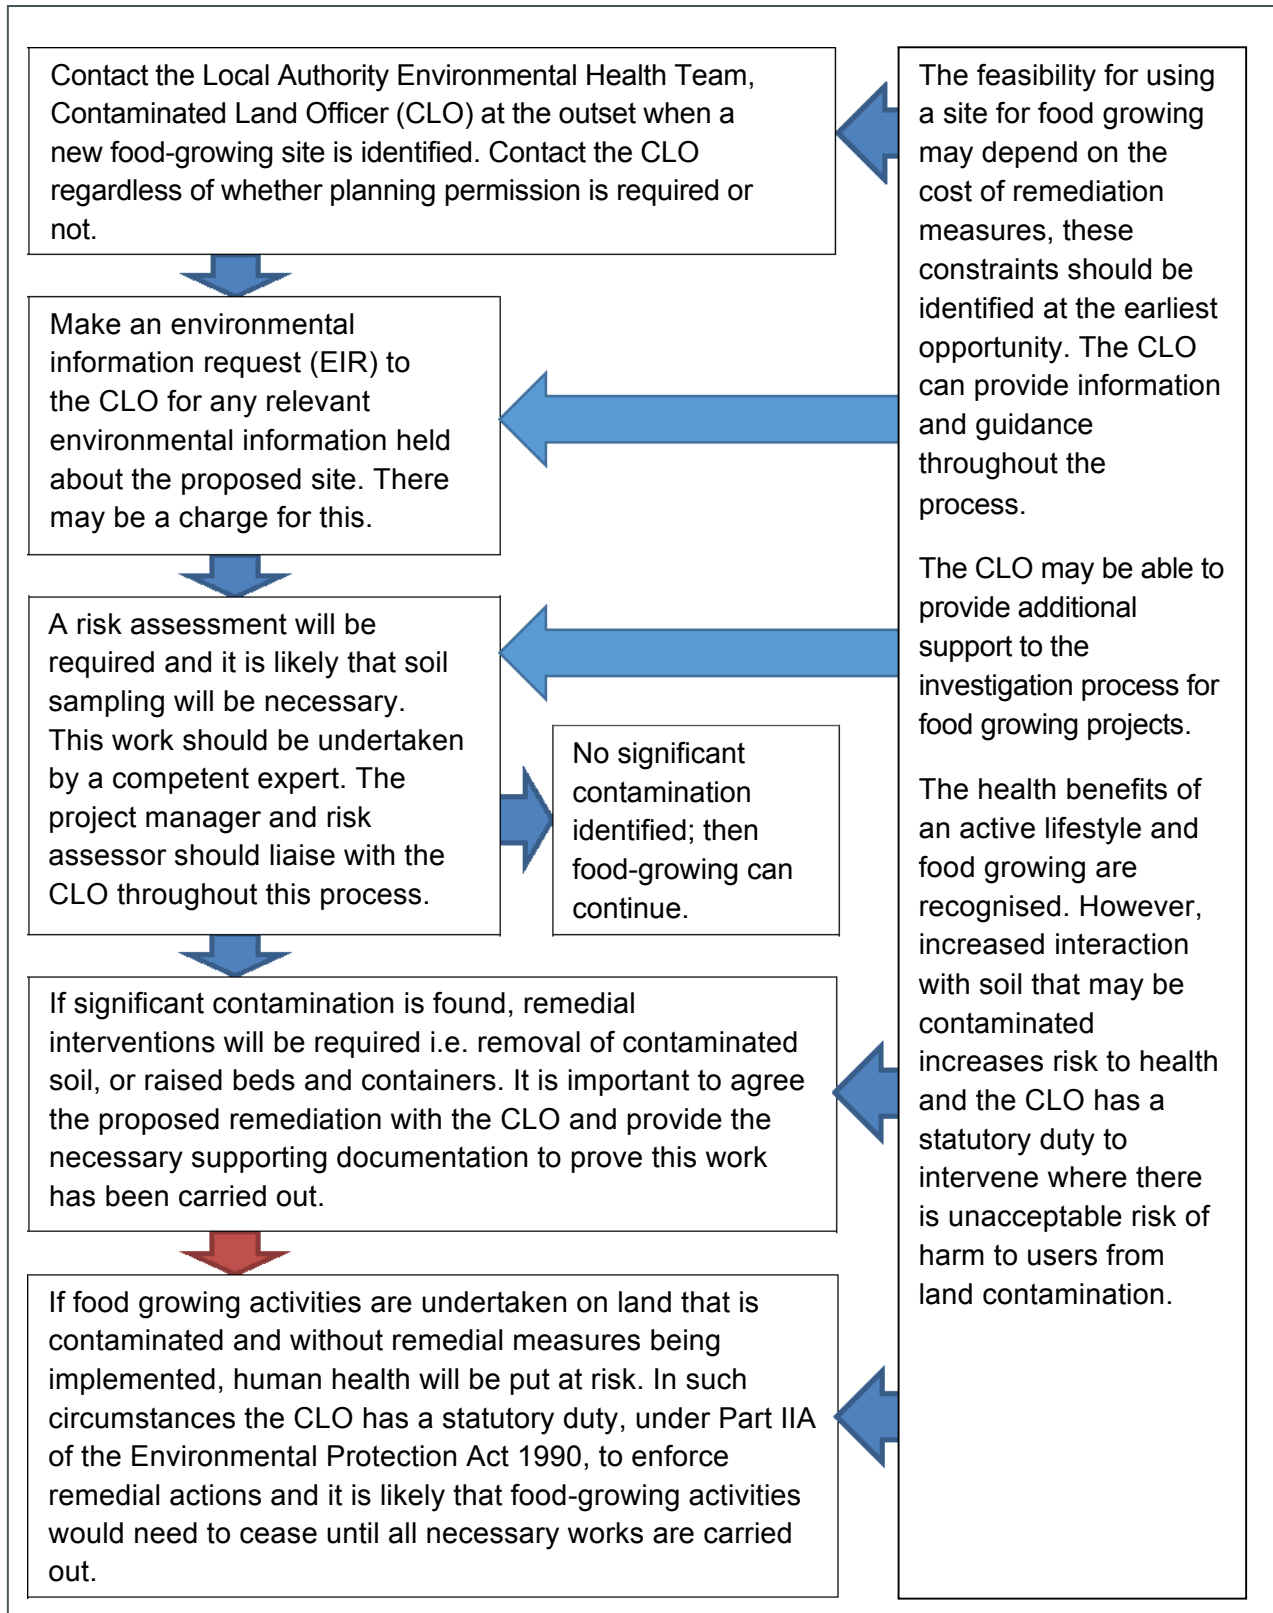 Contact the Local Authority Environmental Health Team,
Contaminated Land Officer (CLO) at the outset when a
new food-growing site is identified. Contact the CLO
regardless of whether planning permission is required or
not.
Make an environmental
information request (EIR) to
the CLO for any relevant
environmental information held
about the proposed site. There
may be a charge for this.
A risk assessment will be
required and it is likely that soil
sampling will be necessary.
This work should be undertaken
by a competent expert. The
project manager and risk
assessor should liaise with the
CLO throughout this process.
No significant
contamination
identified; then
food-growing can
continue.
If significant contamination is found, remedial
interventions will be required i.e. removal of contaminated
soil, or raised beds and containers. It is important to agree
the proposed remediation with the CLO and provide the
necessary supporting documentation to prove this work
has been carried out.
If food growing activities are undertaken on land that is
contaminated and without remedial measures being
implemented, human health will be put at risk. In such
circumstances the CLO has a statutory duty, under Part IIA
of the Environmental Protection Act 1990, to enforce
remedial actions and it is likely that food-growing activities
would need to cease until all necessary works are carried
out.
The feasibility for using
a site for food growing
may depend on the
cost of remediation
measures, these
constraints should be
identified at the earliest
opportunity. The CLO
can provide information
and guidance
throughout the
process.
The CLO may be able to
provide additional
support to the
investigation process for
food growing projects.
The health benefits of
an active lifestyle and
food growing are
recognised. However,
increased interaction
with soil that may be
contaminated
increases risk to health
and the CLO has a
statutory duty to
intervene where there
is unacceptable risk of
harm to users from
land contamination.